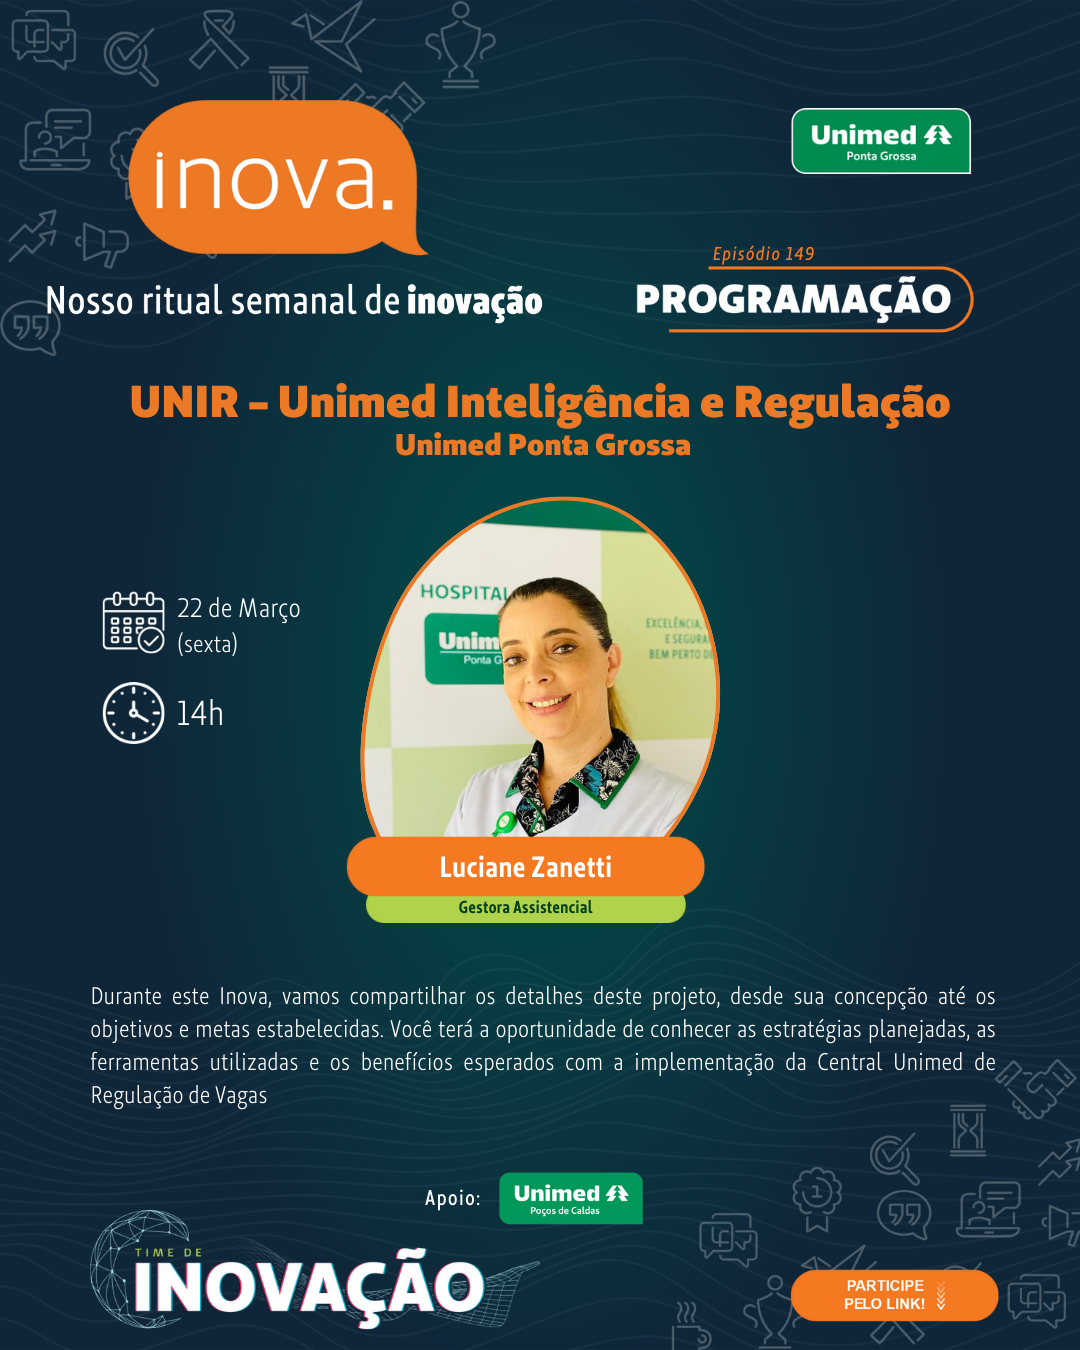 inova.
Unimed
Ponta Grossa
Episódio 149
Nosso ritual semanal de inovação
PROGRAMAÇÃO
UNIR – Unimed Inteligência e Regulação
Unimed Ponta Grossa
22 de Março
(sexta)
14h
HOSPITAL
Unim
Ponta G
EXCELÊNCIA,
E SEGURA
BEM PERTO D
Luciane Zanetti
Gestora Assistencial
Durante este Inova, vamos compartilhar os detalhes deste projeto, desde sua concepção até os
objetivos e metas estabelecidas. Você terá a oportunidade de conhecer as estratégias planejadas, as
ferramentas utilizadas e os benefícios esperados com a implementação da Central Unimed de
Regulação de Vagas
Apoio:
Unimed
Poços de Caldas
TIME DE
INOVAÇÃO
PARTICIPE
PELO LINK!